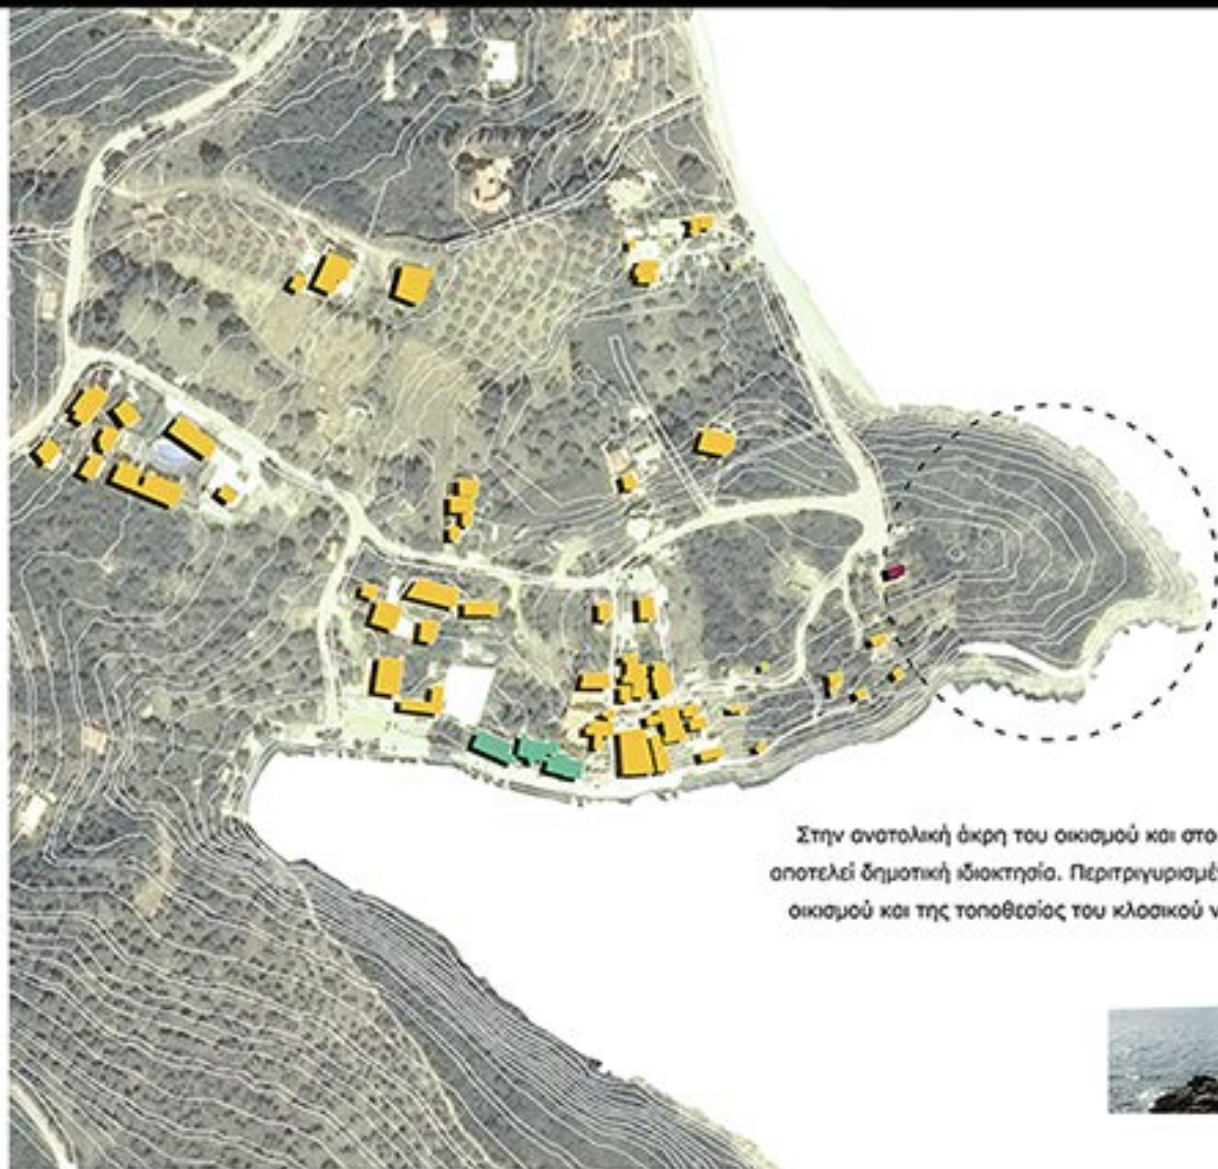 Στην ανατολική άκρη του οικισμού και στο
αποτελεί δημοτική ιδιοκτησία. Περιτριγυρισμέ
οικισμού και της τοποθεσίας του κλασικού ν